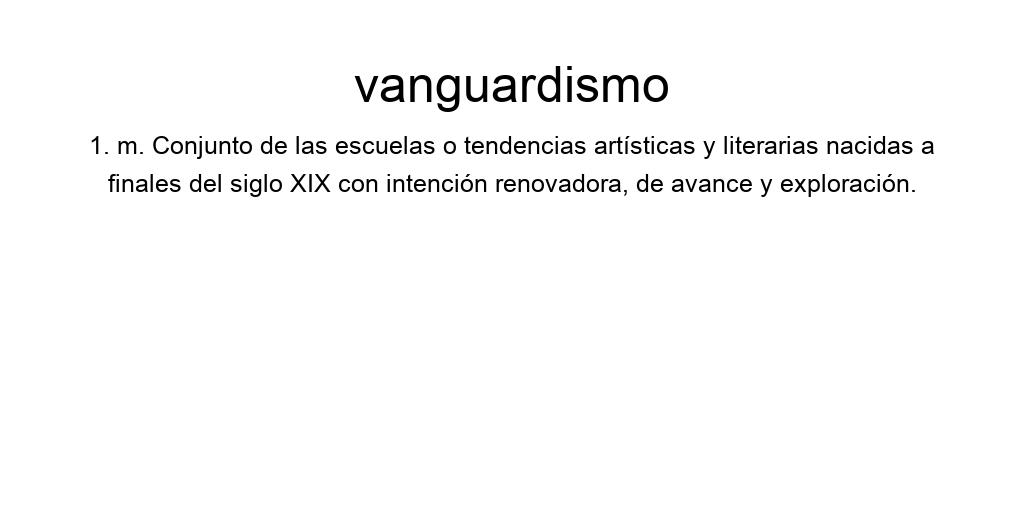 vanguardismo
1. m. Conjunto de las escuelas o tendencias artísticas y literarias nacidas a
finales del siglo XIX con intención renovadora, de avance y exploración.